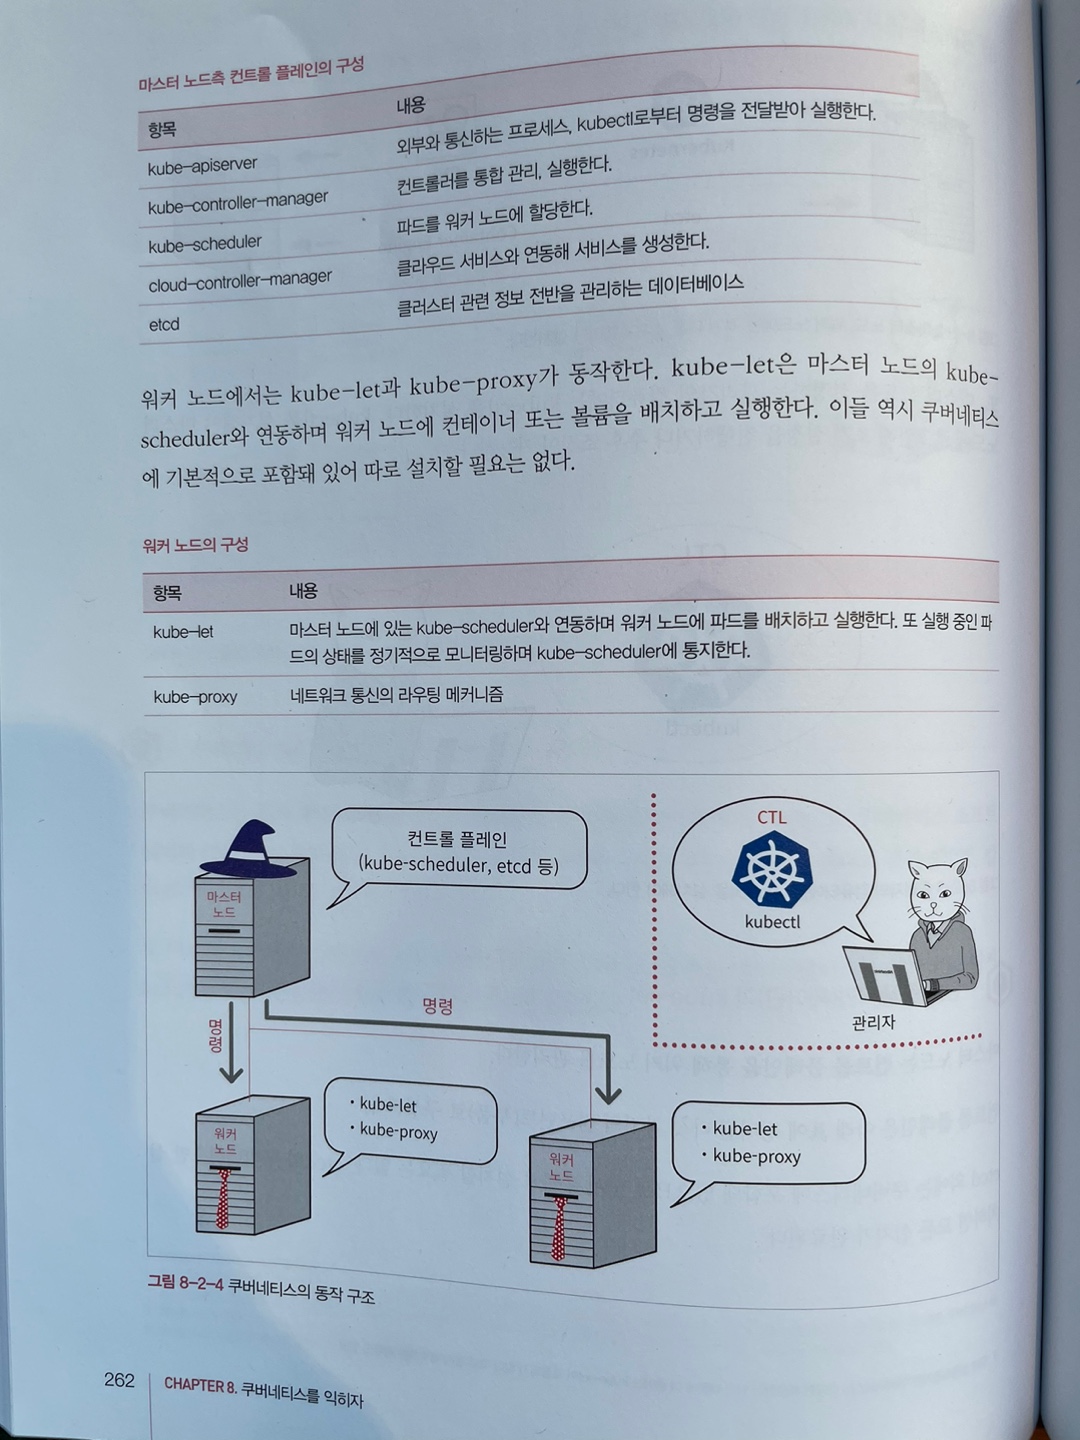 마스터 노드측 컨트롤 플레인의 구성
항목 내용
kube-apiserver 외부와 통신하는 프로세스, kubectl로부터 명령을 전달받아 실행한다.
kube-controller-manager 컨트롤러를 통합 관리, 실행한다.
kube-scheduler 파드를 워커 노드에 할당한다.
cloud-controller-manager 클라우드 서비스와 연동해 서비스를 생성한다.
etcd 클러스터 관련 정보 전반을 관리하는 데이터베이스
워커 노드에서는 kube-let과 kube-proxy가 동작한다. kube-let은 마스터 노드의 kube-
scheduler와 연동하며 워커 노드에 컨테이너 또는 볼륨을 배치하고 실행한다. 이들 역시 쿠버네티스
에 기본적으로 포함돼 있어 따로 설치할 필요는 없다.
워커 노드의 구성
항목 내용
kube-let 마스터 노드에 있는 kube-scheduler와 연동하며 워커 노드에 파드를 배치하고 실행한다. 또 실행 중인 파
드의 상태를 정기적으로 모니터링하며 kube-scheduler에 통지한다.
kube-proxy 네트워크 통신의 라우팅 메커니즘
컨트롤 플레인
(kube-scheduler, etcd 등)
마스터
노드
CTL
kubectl
관리자
명령
명령
워커
노드
· kube-let
· kube-proxy
워커
노드
· kube-let
· kube-proxy
그림 8-2-4 쿠버네티스의 동작 구조
262 CHAPTER 8. 쿠버네티스를 익히자